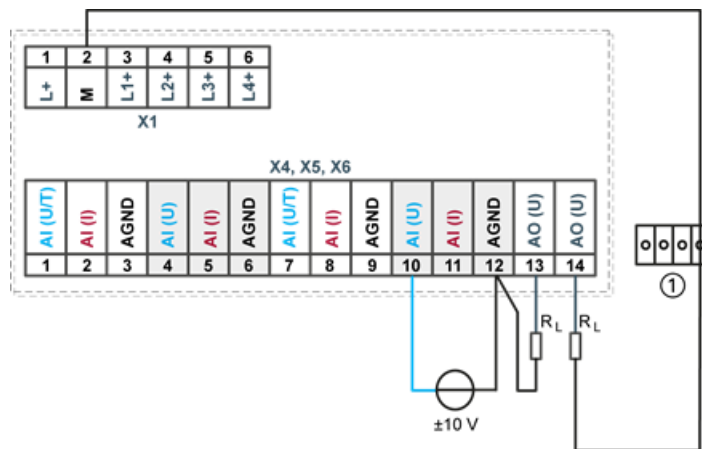 1 2 3 4 5 6
L+ M L1+ L2+ L3+ L4+
X1
X4, X5, X6
AI (U/T) AI (I) AGND AI (U) AI (I) AGND AI (U/T) AI (I) AGND AI (U) AI (I) AGND AO (U) AO (U)
1 2 3 4 5 6 7 8 9 10 11 12 13 14
①
RL RL
±10 V